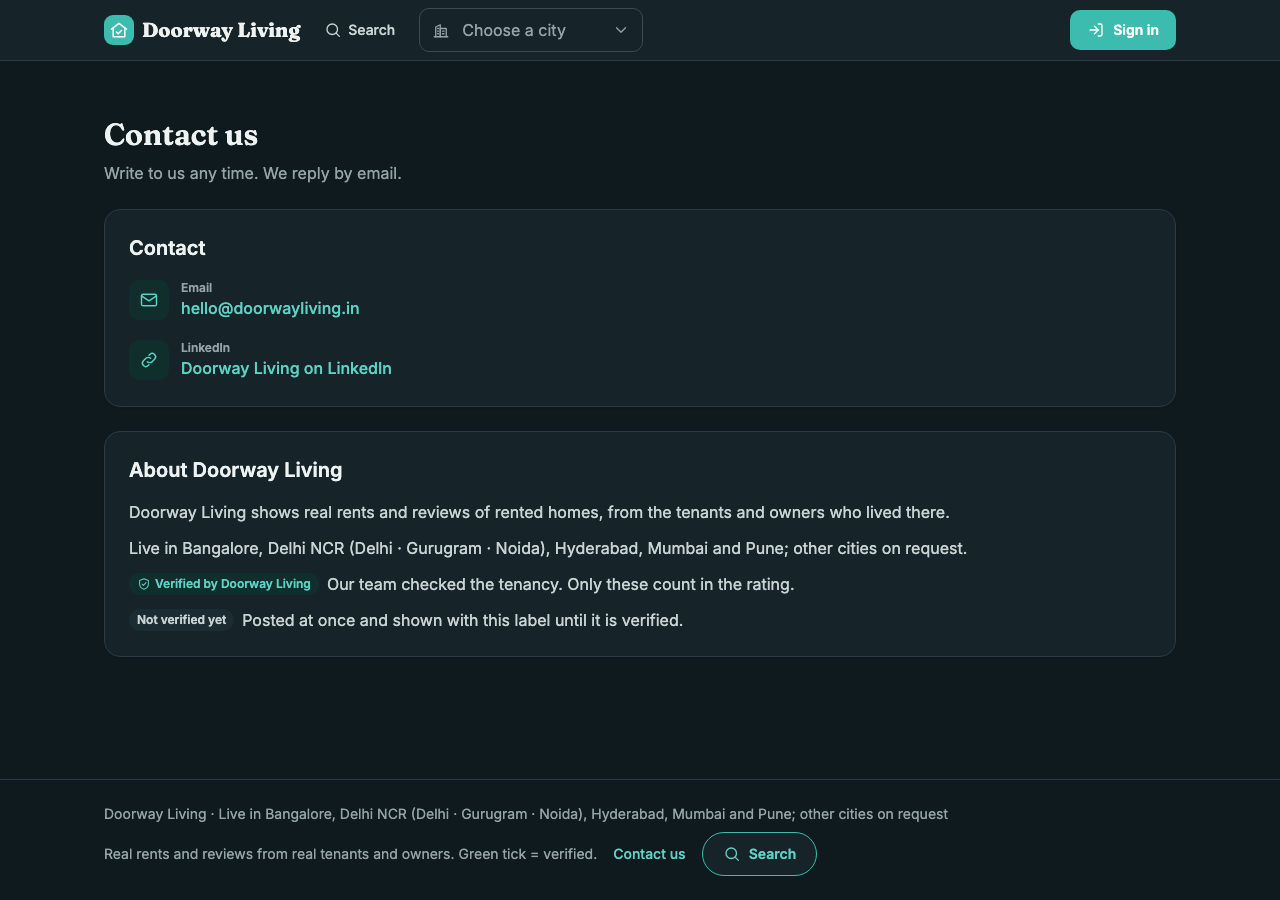 Doorway Living
Search
Choose a city
Sign in
Contact us
Write to us any time. We reply by email.
Contact
Email
hello@doorwayliving.in
LinkedIn
Doorway Living on LinkedIn
About Doorway Living
Doorway Living shows real rents and reviews of rented homes, from the tenants and owners who lived there.
Live in Bangalore, Delhi NCR (Delhi · Gurugram · Noida), Hyderabad, Mumbai and Pune; other cities on request.
Verified by Doorway Living Our team checked the tenancy. Only these count in the rating.
Not verified yet Posted at once and shown with this label until it is verified.
Doorway Living · Live in Bangalore, Delhi NCR (Delhi · Gurugram · Noida), Hyderabad, Mumbai and Pune; other cities on request
Real rents and reviews from real tenants and owners. Green tick = verified. Contact us Search